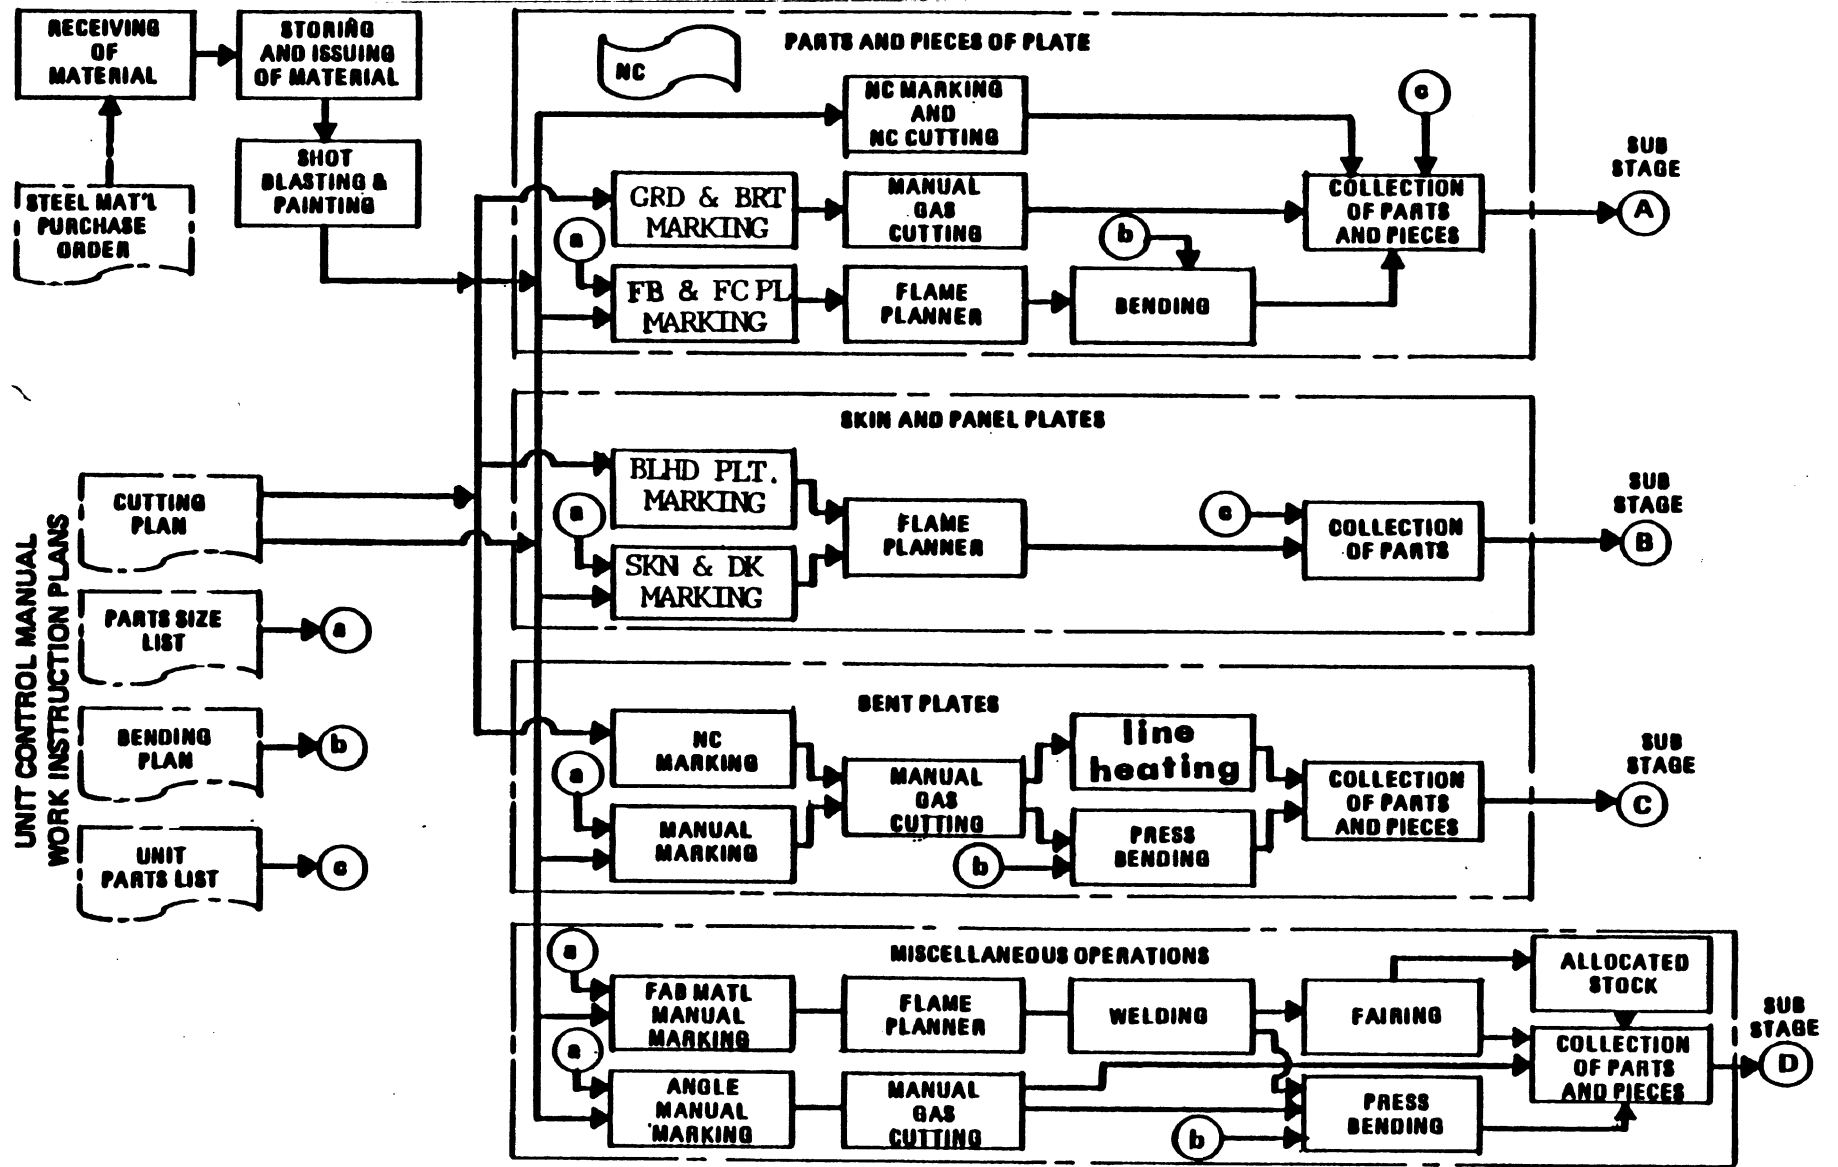 RECEIVING
OF
MATERIAL
STORING
AND ISSUING
OF MATERIAL
SHOT
BLASTING &
PAINTING
STEEL MAT'L
PURCHASE
ORDER
UNIT CONTROL MANUAL
WORK INSTRUCTION PLANS
CUTTING
PLAN
PARTS SIZE
LIST
a
BENDING
PLAN
b
UNIT
PARTS LIST
c
NC
PARTS AND PIECES OF PLATE
NC MARKING
AND
NC CUTTING
c
GRD & BRT
MARKING
MANUAL
GAS
CUTTING
a
FB & FC PL
MARKING
FLAME
PLANNER
b
BENDING
COLLECTION
OF PARTS
AND PIECES
SUB
STAGE
A
SKIN AND PANEL PLATES
BLHD PLT.
MARKING
a
SKN & DK
MARKING
FLAME
PLANNER
c
COLLECTION
OF PARTS
SUB
STAGE
B
BENT PLATES
NC
MARKING
a
MANUAL
MARKING
MANUAL
GAS
CUTTING
line
heating
b
PRESS
BENDING
COLLECTION
OF PARTS
AND PIECES
SUB
STAGE
C
MISCELLANEOUS OPERATIONS
a
FAB MATL
MANUAL
MARKING
FLAME
PLANNER
WELDING
FAIRING
ALLOCATED
STOCK
a
ANGLE
MANUAL
MARKING
MANUAL
GAS
CUTTING
b
PRESS
BENDING
COLLECTION
OF PARTS
AND PIECES
SUB
STAGE
D